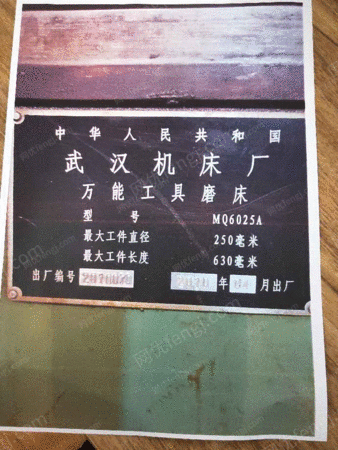 中华人民共和国
武汉机床厂
万能工具磨床
型 号 MQ6025A
最大工件直径 250毫米
最大工件长度 630毫米
出厂编号 年 月出厂